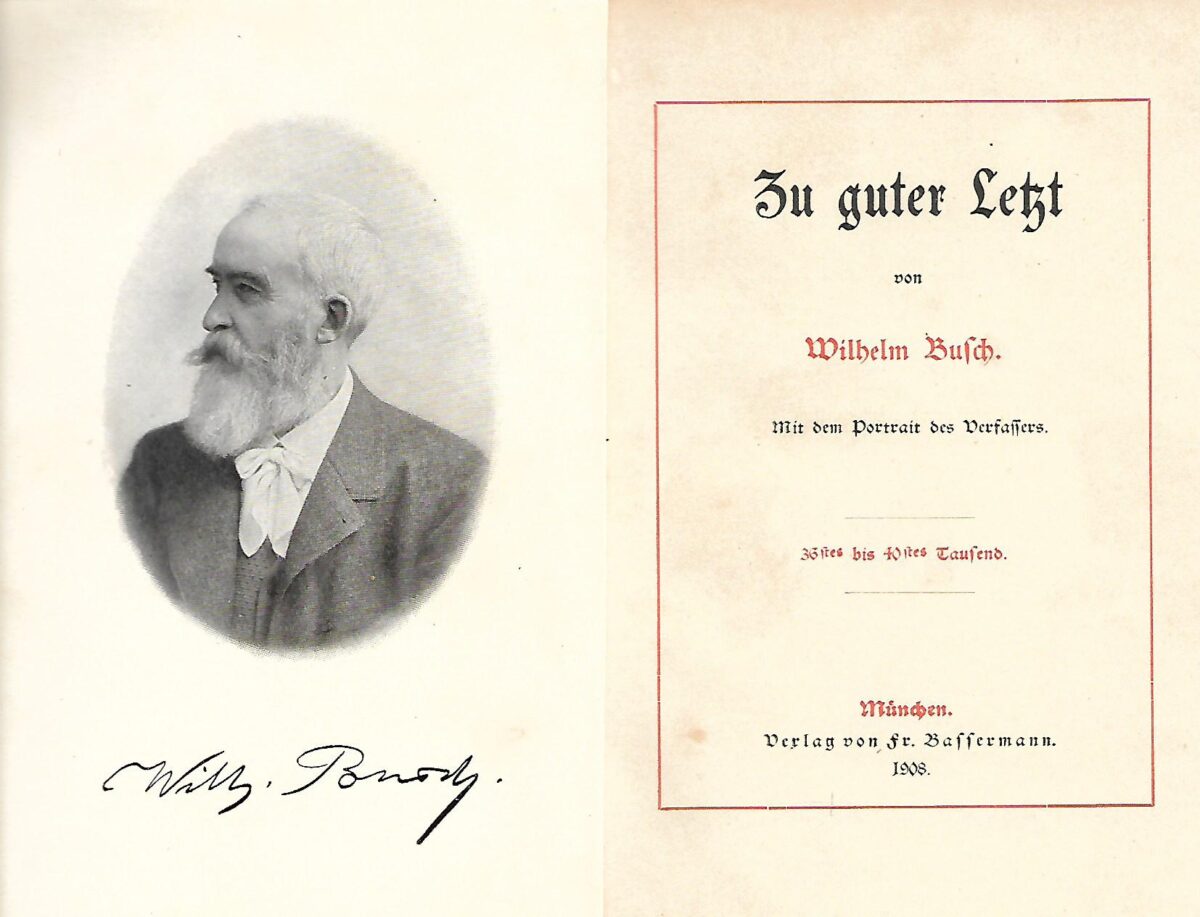 Wilh. Busch.
Zu guter Letzt
von
Wilhelm Busch.
Mit dem Portrait des Verfassers.
36stes bis 40stes Tausend.
München.
Verlag von Fr. Bassermann.
1908.